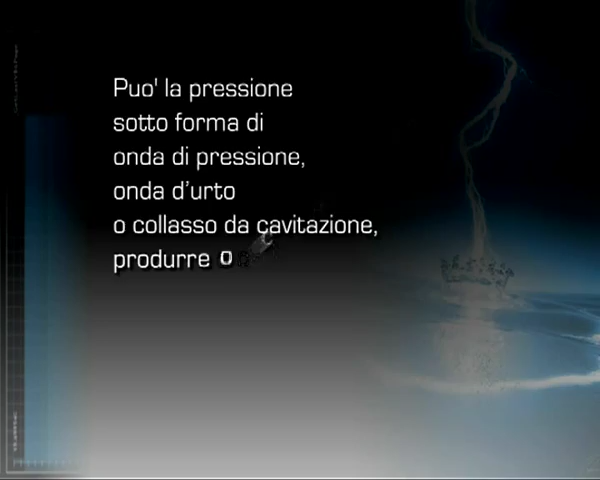 Puo' la pressione
sotto forma di
onda di pressione,
onda d'urto
o collasso da cavitazione,
produrre